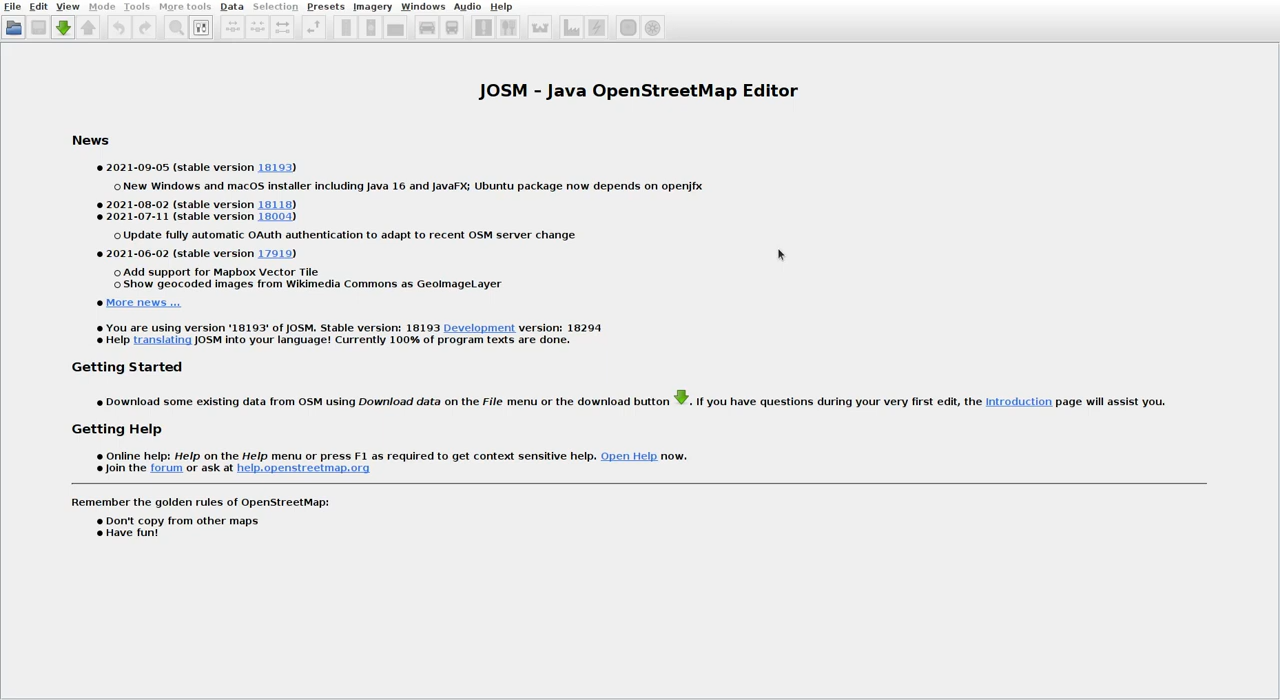 File Edit View Mode Tools More tools Data Selection Presets Imagery Windows Audio Help
JOSM – Java OpenStreetMap Editor
News
2021-09-05 (stable version 18193)
New Windows and macOS installer including Java 16 and JavaFX; Ubuntu package now depends on openjfx
2021-08-02 (stable version 18118)
2021-07-11 (stable version 18004)
Update fully automatic OAuth authentication to adapt to recent OSM server change
2021-06-02 (stable version 17919)
Add support for Mapbox Vector Tile
Show geocoded images from Wikimedia Commons as GeoImageLayer
More news ...
You are using version '18193' of JOSM. Stable version: 18193 Development version: 18294
Help translating JOSM into your language! Currently 100% of program texts are done.
Getting Started
Download some existing data from OSM using Download data on the File menu or the download button . If you have questions during your very first edit, the Introduction page will assist you.
Getting Help
Online help: Help on the Help menu or press F1 as required to get context sensitive help. Open Help now.
Join the forum or ask at help.openstreetmap.org
Remember the golden rules of OpenStreetMap:
Don't copy from other maps
Have fun!